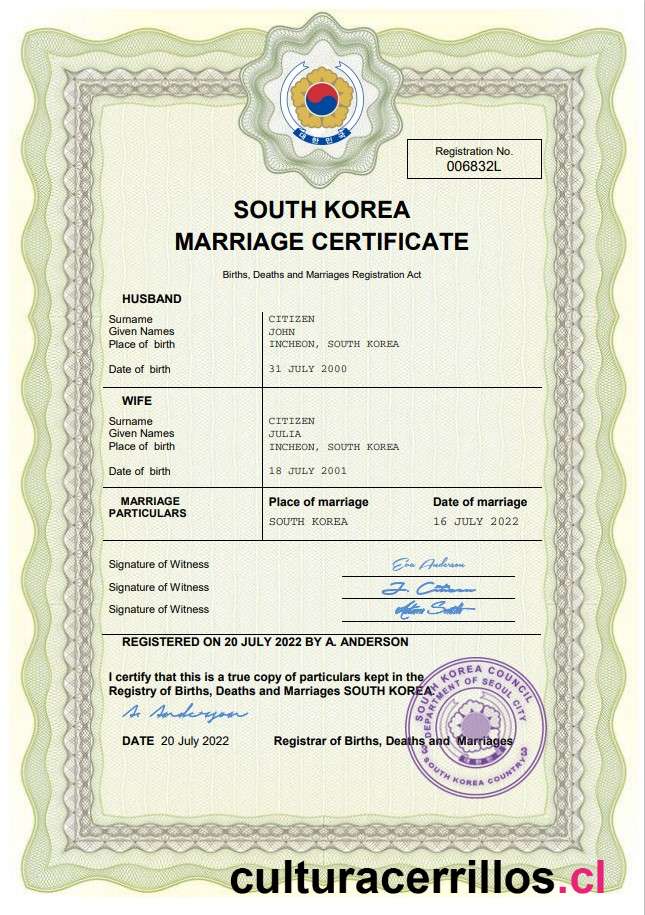 대한민국
Registration No.
006832L
SOUTH KOREA
MARRIAGE CERTIFICATE
Births, Deaths and Marriages Registration Act
HUSBAND
Surname CITIZEN
Given Names JOHN
Place of birth INCHEON, SOUTH KOREA
Date of birth 31 JULY 2000
WIFE
Surname CITIZEN
Given Names JULIA
Place of birth INCHEON, SOUTH KOREA
Date of birth 18 JULY 2001
MARRIAGE Place of marriage Date of marriage
PARTICULARS
SOUTH KOREA 16 JULY 2022
Signature of Witness
Signature of Witness
Signature of Witness
REGISTERED ON 20 JULY 2022 BY A. ANDERSON
I certify that this is a true copy of particulars kept in the
Registry of Births, Deaths and Marriages SOUTH KOREA.
A. Anderson
DATE 20 July 2022 Registrar of Births, Deaths and Marriages
SOUTH KOREA COUNCIL
DEPARTMENT OF SEOUL CITY
대한민국
3 3
SOUTH KOREA COUNTRY
culturacerrillos.cl